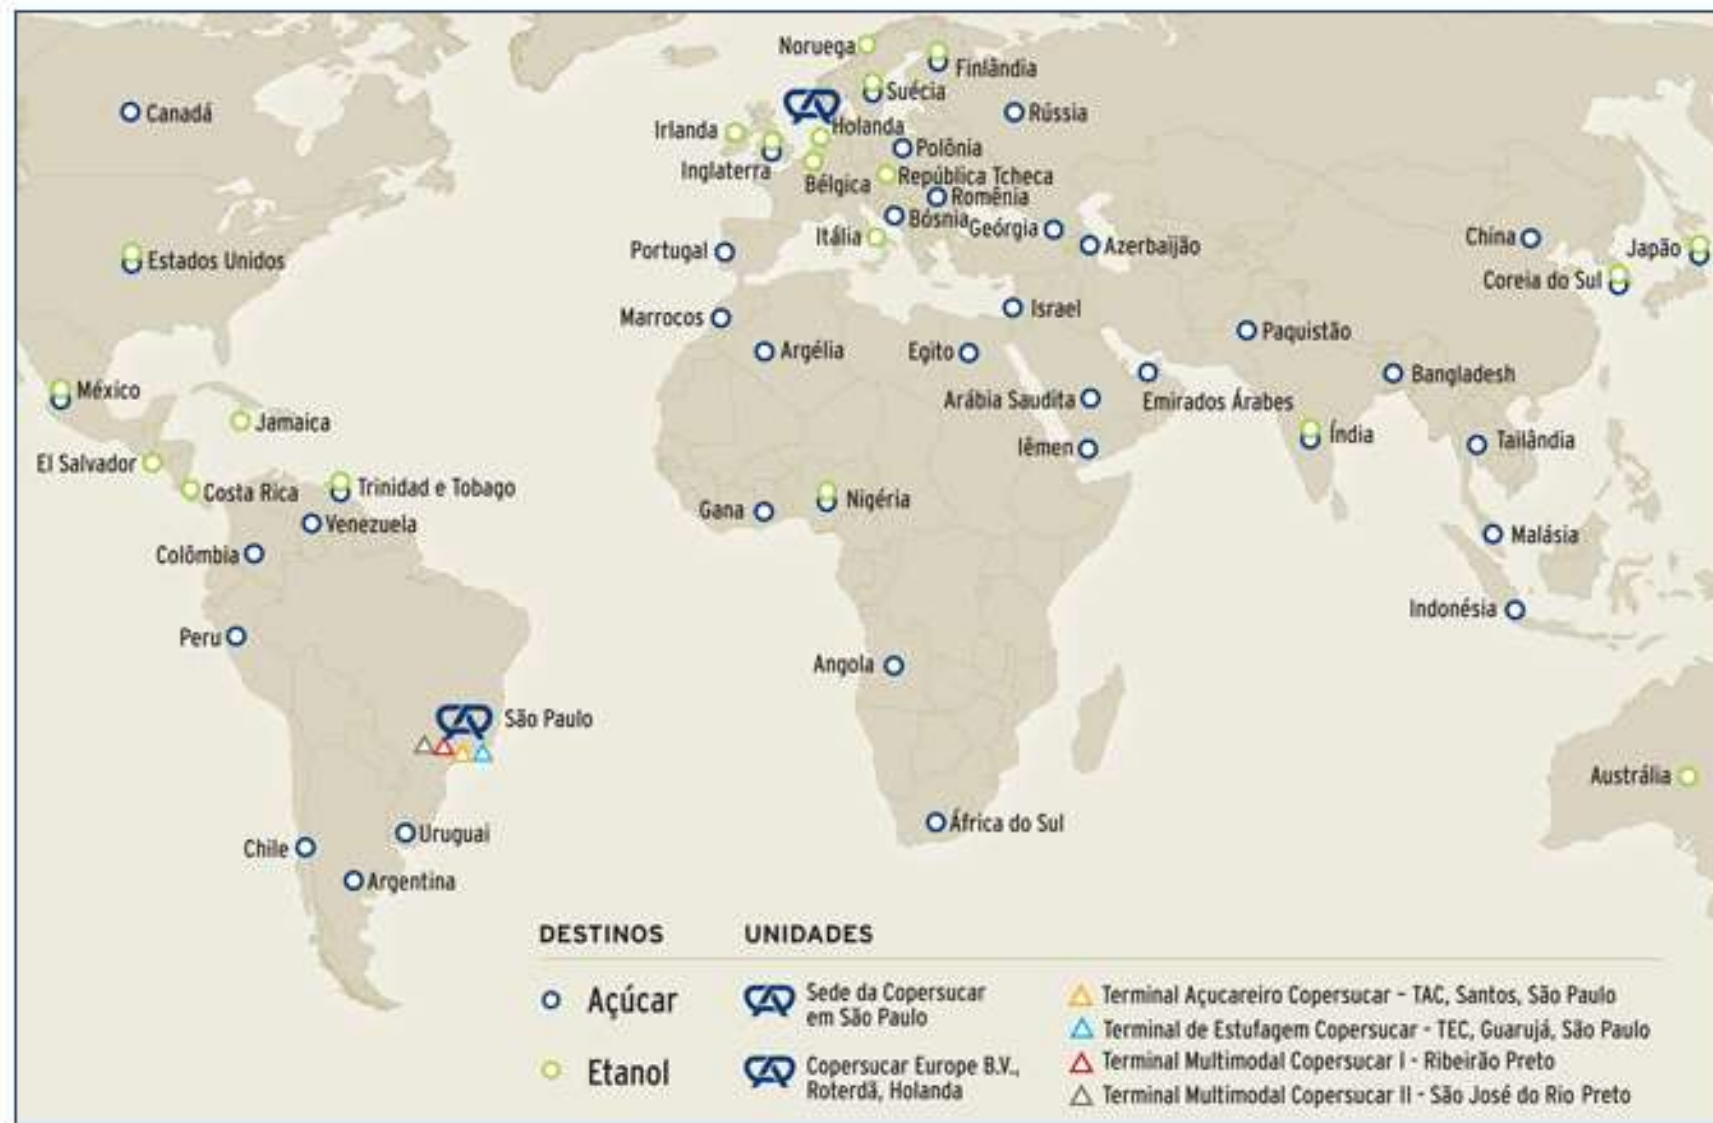 Noruega
Finlândia
Suécia
Canadá
Rússia
Irlanda
Holanda
Polônia
Inglaterra
Bélgica
República Tcheca
Romênia
Bósnia
Geórgia
Itália
China
Japão
Azerbaijão
Portugal
Estados Unidos
Coreia do Sul
Israel
Marrocos
Paquistão
Argélia
Egito
Bangladesh
México
Arábia Saudita
Emirados Árabes
Jamaica
Índia
Tailândia
Iêmen
El Salvador
Costa Rica
Trinidad e Tobago
Nigéria
Gana
Venezuela
Malásia
Colômbia
Indonésia
Peru
Angola
São Paulo
Austrália
África do Sul
Uruguai
Chile
Argentina
DESTINOS
UNIDADES
Açúcar
Etanol
Sede da Copersucar
em São Paulo
Copersucar Europe B.V.,
Roterdã, Holanda
Terminal Açucareiro Copersucar - TAC, Santos, São Paulo
Terminal de Estufagem Copersucar - TEC, Guarujá, São Paulo
Terminal Multimodal Copersucar I - Ribeirão Preto
Terminal Multimodal Copersucar II - São José do Rio Preto